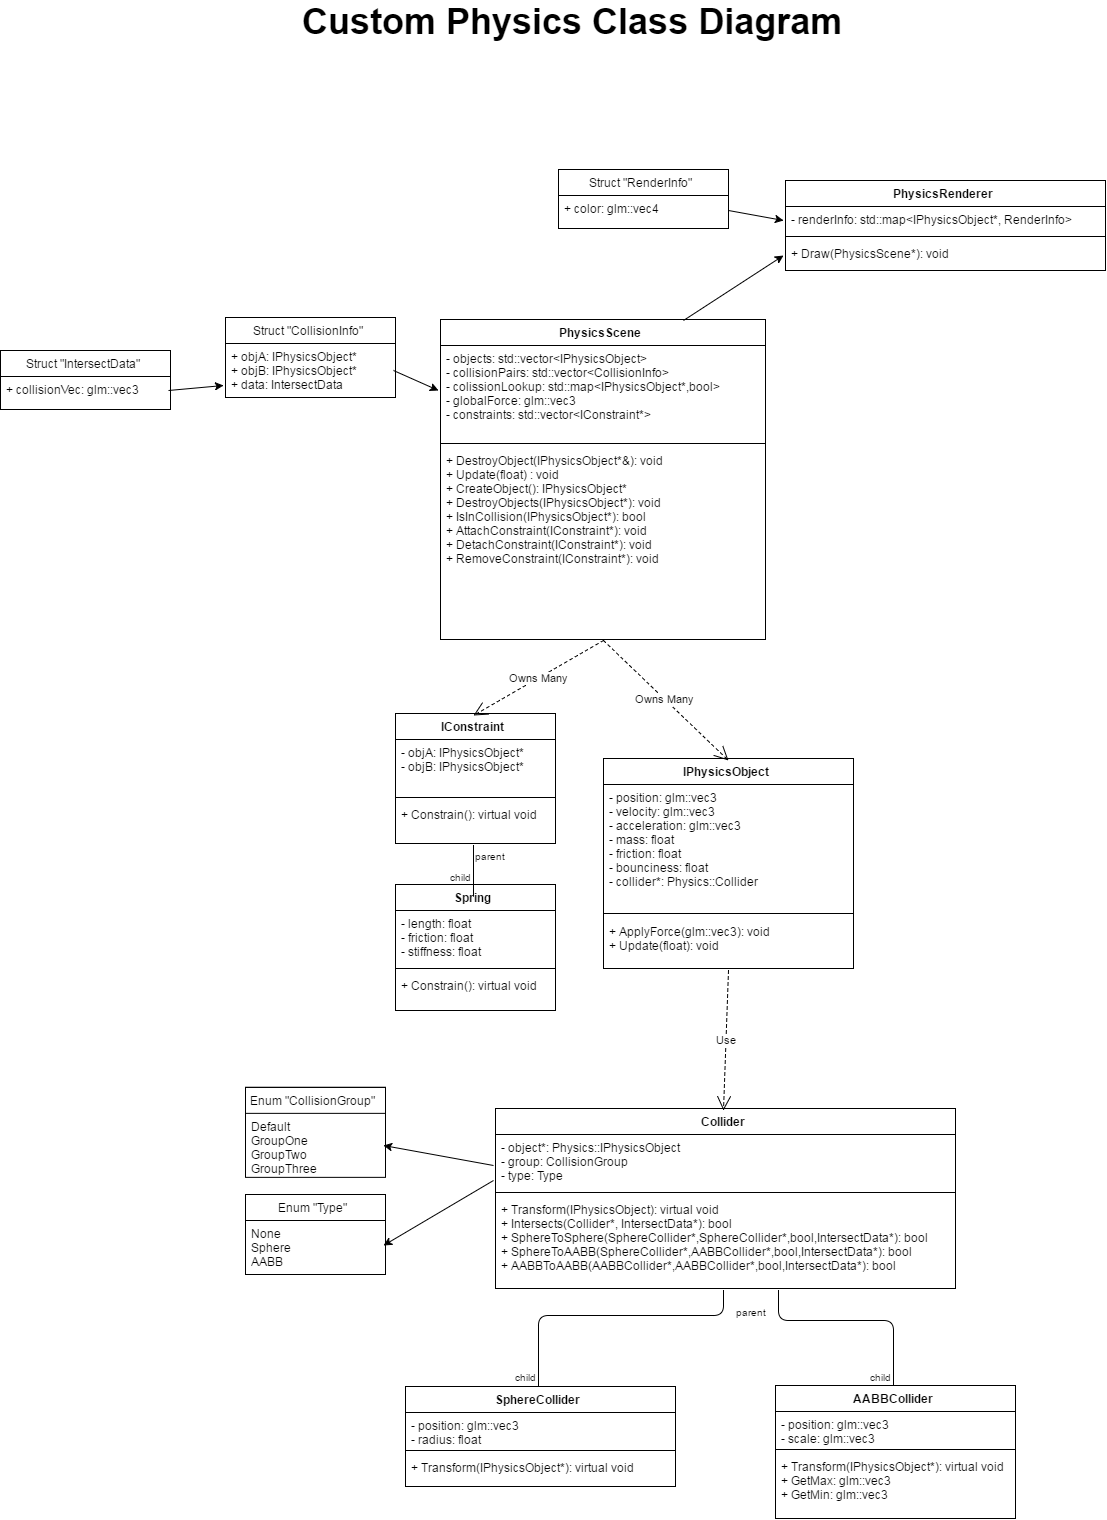 Custom Physics Class Diagram
Struct "RenderInfo"
+ color: glm::vec4
PhysicsRenderer
- renderInfo: std::map<IPhysicsObject*, RenderInfo>
+ Draw(PhysicsScene*): void
Struct "IntersectData"
+ collisionVec: glm::vec3
Struct "CollisionInfo"
+ objA: IPhysicsObject*
+ objB: IPhysicsObject*
+ data: IntersectData
PhysicsScene
- objects: std::vector<IPhysicsObject>
- collisionPairs: std::vector<CollisionInfo>
- colissionLookup: std::map<IPhysicsObject*,bool>
- globalForce: glm::vec3
- constraints: std::vector<IConstraint*>
+ DestroyObject(IPhysicsObject*&): void
+ Update(float) : void
+ CreateObject(): IPhysicsObject*
+ DestroyObjects(IPhysicsObject*): void
+ IsInCollision(IPhysicsObject*): bool
+ AttachConstraint(IConstraint*): void
+ DetachConstraint(IConstraint*): void
+ RemoveConstraint(IConstraint*): void
Owns Many
Owns Many
IConstraint
- objA: IPhysicsObject*
- objB: IPhysicsObject*
+ Constrain(): virtual void
parent
child
Spring
- length: float
- friction: float
- stiffness: float
+ Constrain(): virtual void
IPhysicsObject
- position: glm::vec3
- velocity: glm::vec3
- acceleration: glm::vec3
- mass: float
- friction: float
- bounciness: float
- collider*: Physics::Collider
+ ApplyForce(glm::vec3): void
+ Update(float): void
Use
Enum "CollisionGroup"
Default
GroupOne
GroupTwo
GroupThree
Enum "Type"
None
Sphere
AABB
Collider
- object*: Physics::IPhysicsObject
- group: CollisionGroup
- type: Type
+ Transform(IPhysicsObject): virtual void
+ Intersects(Collider*, IntersectData*): bool
+ SphereToSphere(SphereCollider*,SphereCollider*,bool,IntersectData*): bool
+ SphereToAABB(SphereCollider*,AABBCollider*,bool,IntersectData*): bool
+ AABBToAABB(AABBCollider*,AABBCollider*,bool,IntersectData*): bool
parent
child
child
SphereCollider
- position: glm::vec3
- radius: float
+ Transform(IPhysicsObject*): virtual void
AABBCollider
- position: glm::vec3
- scale: glm::vec3
+ Transform(IPhysicsObject*): virtual void
+ GetMax: glm::vec3
+ GetMin: glm::vec3